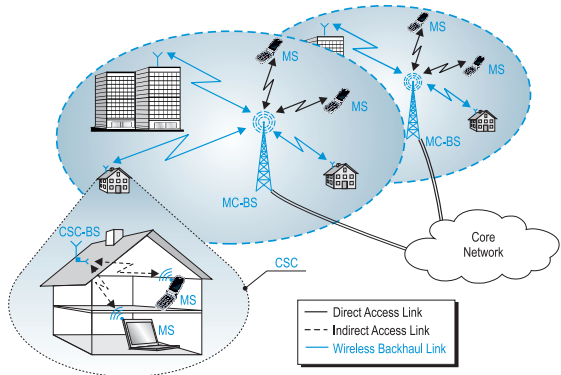 MS
MS
MS
MS
MC-BS
MC-BS
CSC-BS
Core
Network
CSC
MS
MS
Direct Access Link
Indirect Access Link
Wireless Backhaul Link